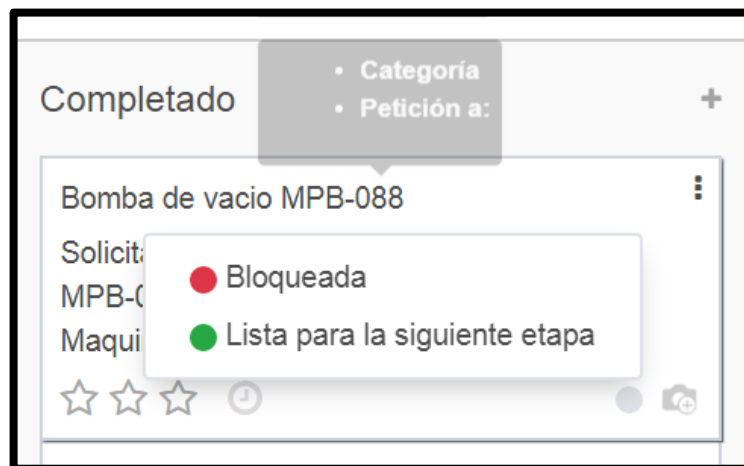 Categoría
Petición a:
Completado
Bomba de vacio MPB-088
Bloqueada
Lista para la siguiente etapa